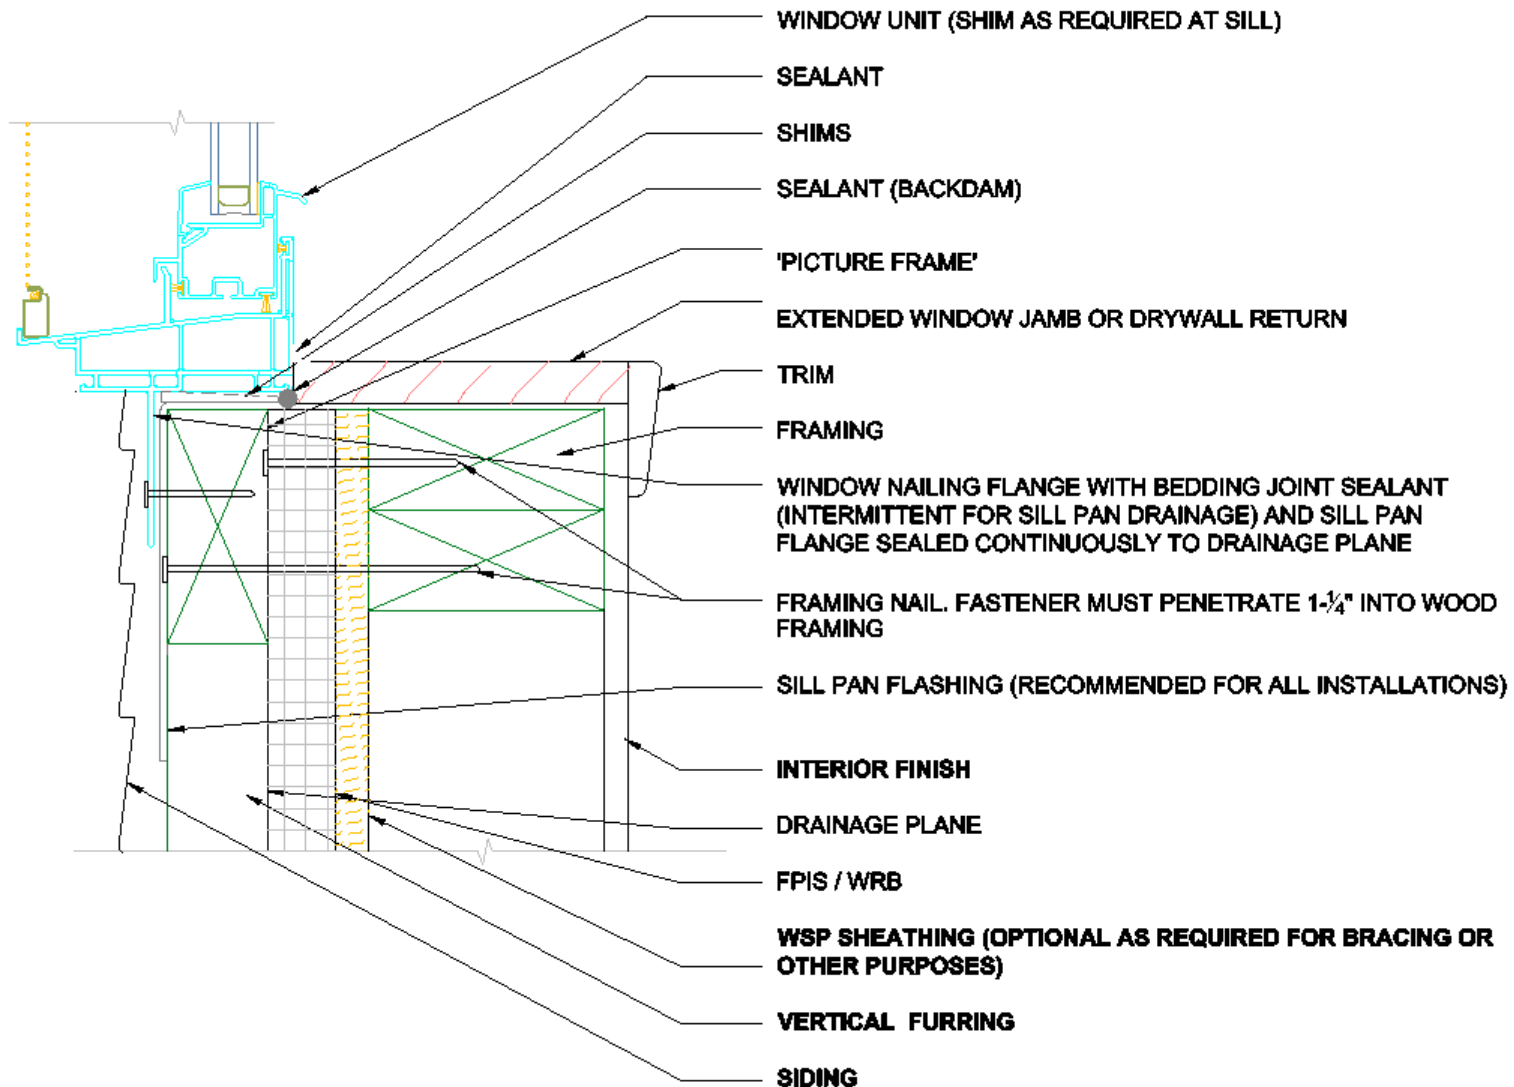 WINDOW UNIT (SHIM AS REQUIRED AT SILL)
SEALANT
SHIMS
SEALANT (BACKDAM)
'PICTURE FRAME'
EXTENDED WINDOW JAMB OR DRYWALL RETURN
TRIM
FRAMING
WINDOW NAILING FLANGE WITH BEDDING JOINT SEALANT
(INTERMITTENT FOR SILL PAN DRAINAGE) AND SILL PAN
FLANGE SEALED CONTINUOUSLY TO DRAINAGE PLANE
FRAMING NAIL. FASTENER MUST PENETRATE 1-¼" INTO WOOD
FRAMING
SILL PAN FLASHING (RECOMMENDED FOR ALL INSTALLATIONS)
INTERIOR FINISH
DRAINAGE PLANE
FPIS / WRB
WSP SHEATHING (OPTIONAL AS REQUIRED FOR BRACING OR
OTHER PURPOSES)
VERTICAL FURRING
SIDING